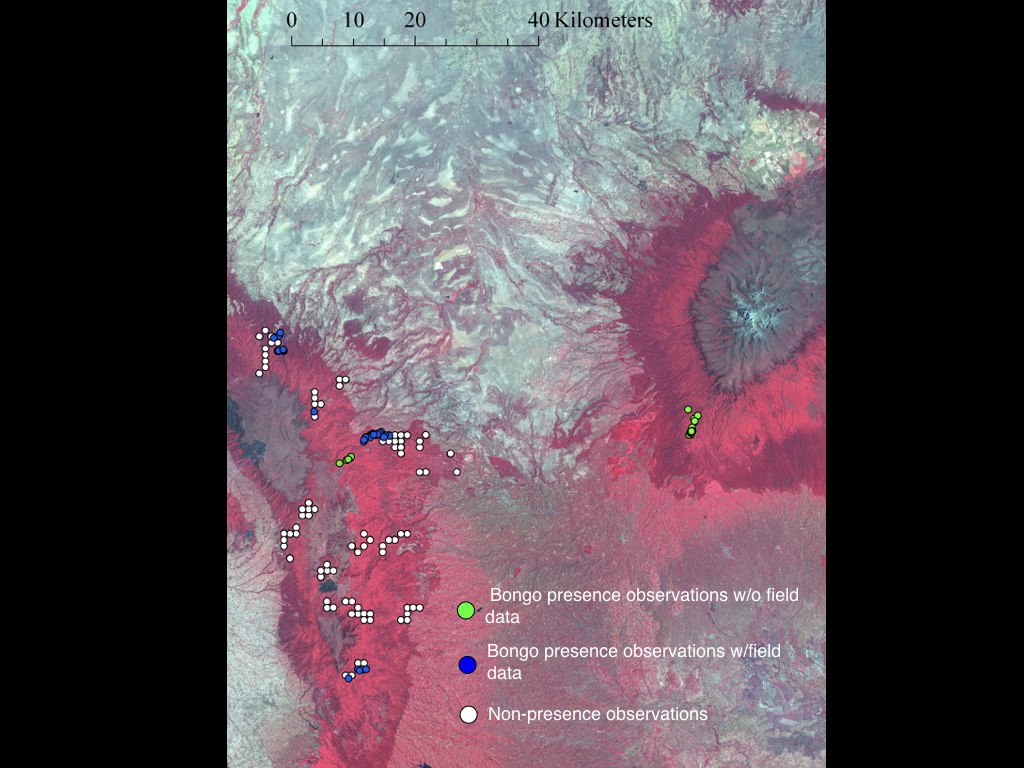 0 10 20 40 Kilometers
Bongo presence observations w/o field
data
Bongo presence observations w/field
data
Non-presence observations